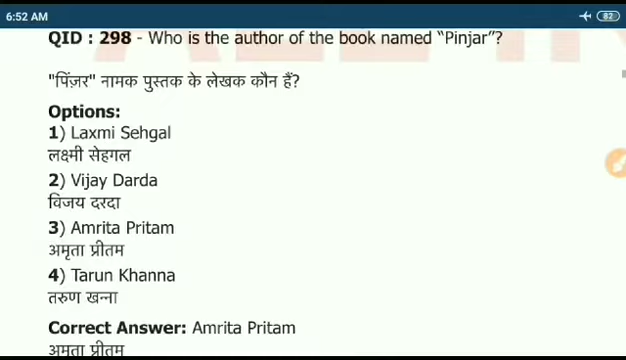 6:52 AM
82
QID : 298 - Who is the author of the book named “Pinjar”?
"पिंज़र" नामक पुस्तक के लेखक कौन हैं?
Options:
1) Laxmi Sehgal
लक्ष्मी सेहगल
2) Vijay Darda
विजय दरदा
3) Amrita Pritam
अमृता प्रीतम
4) Tarun Khanna
तरुण खन्ना
Correct Answer: Amrita Pritam
अमृता प्रीतम